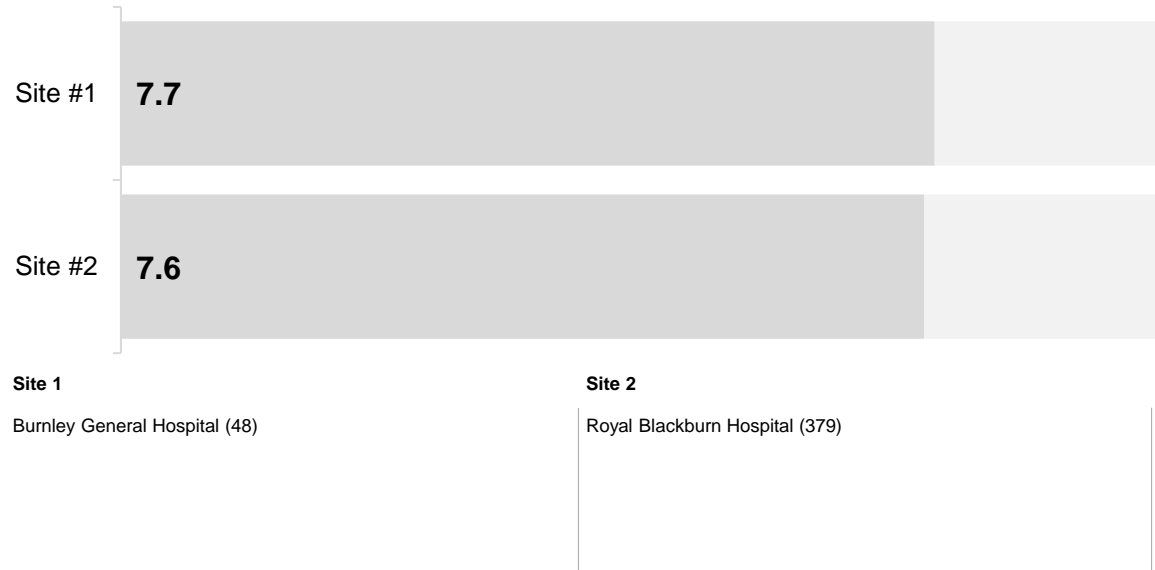 Site #1 7.7
Site #2 7.6
Site 1 Site 2
Burnley General Hospital (48) Royal Blackburn Hospital (379)